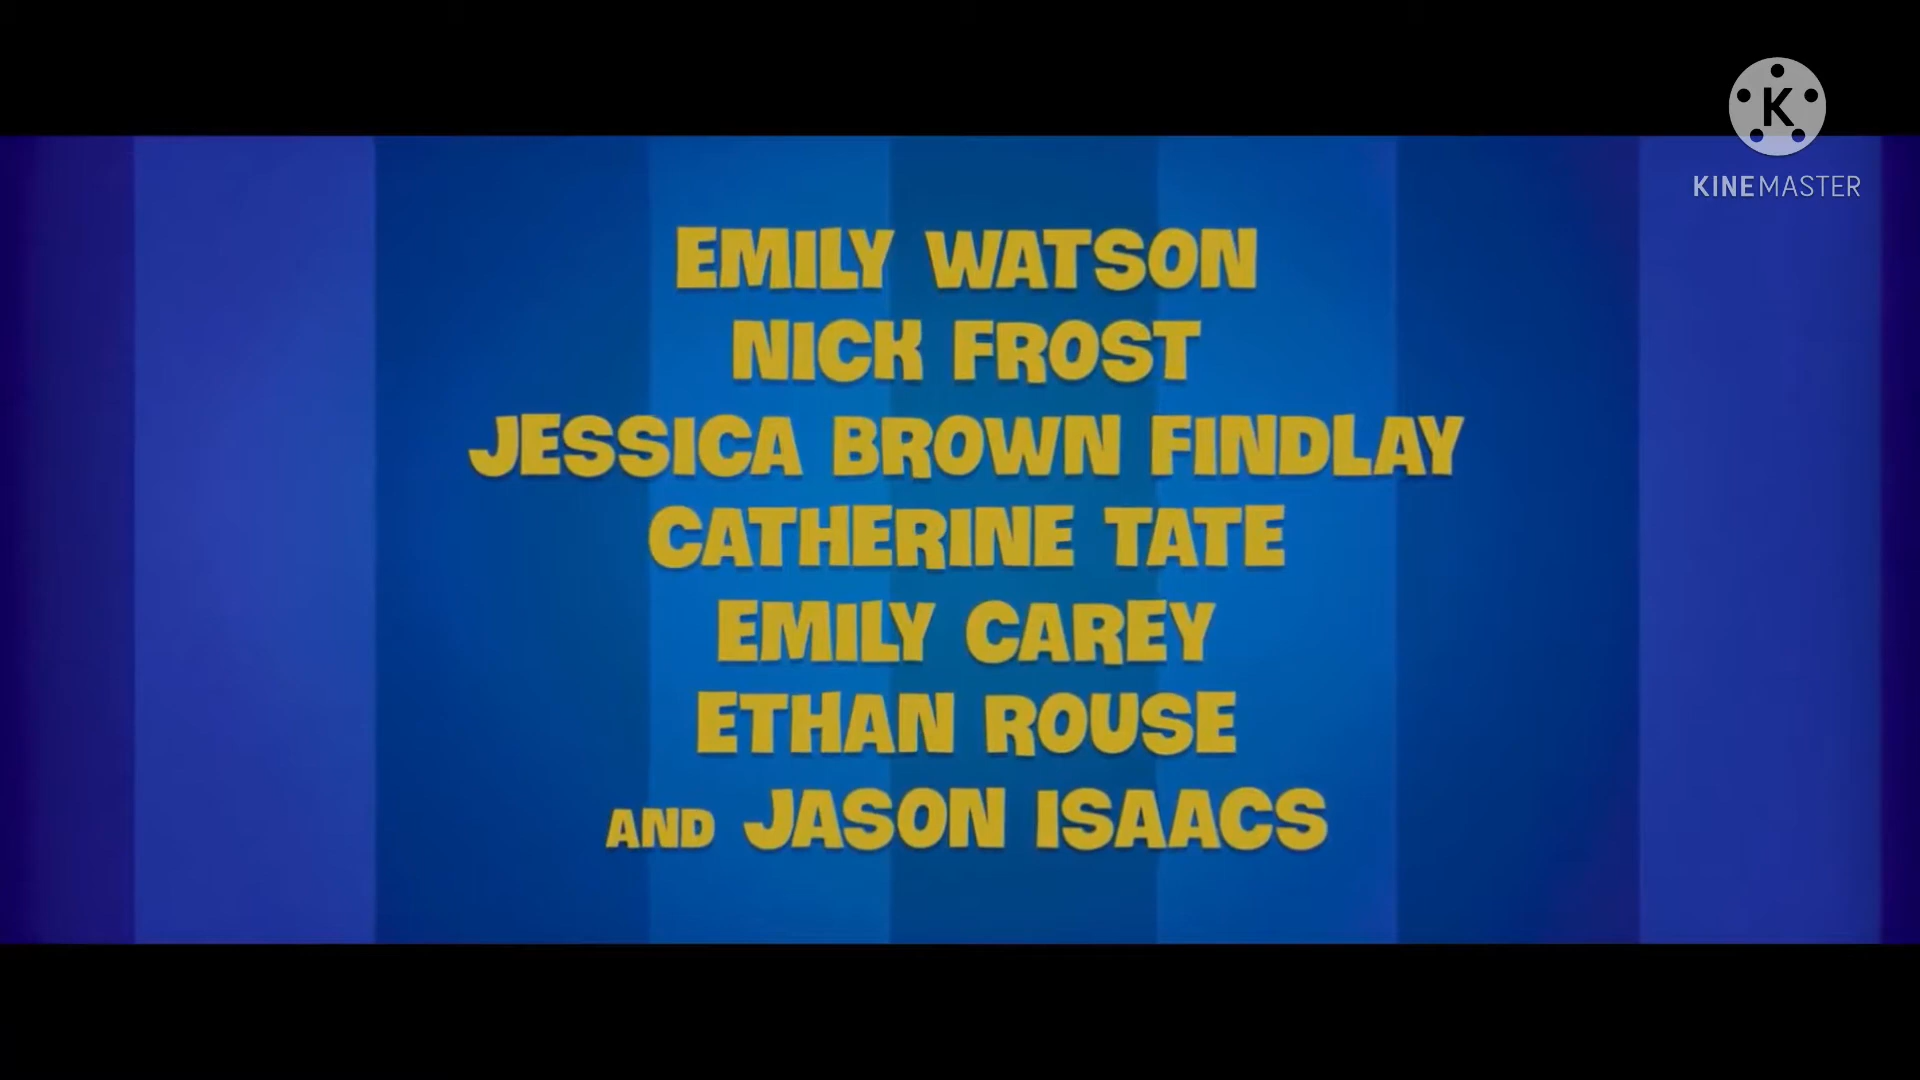 K
KINEMASTER
EMILY WATSON
NICK FROST
JESSICA BROWN FINDLAY
CATHERINE TATE
EMILY CAREY
ETHAN ROUSE
AND JASON ISAACS